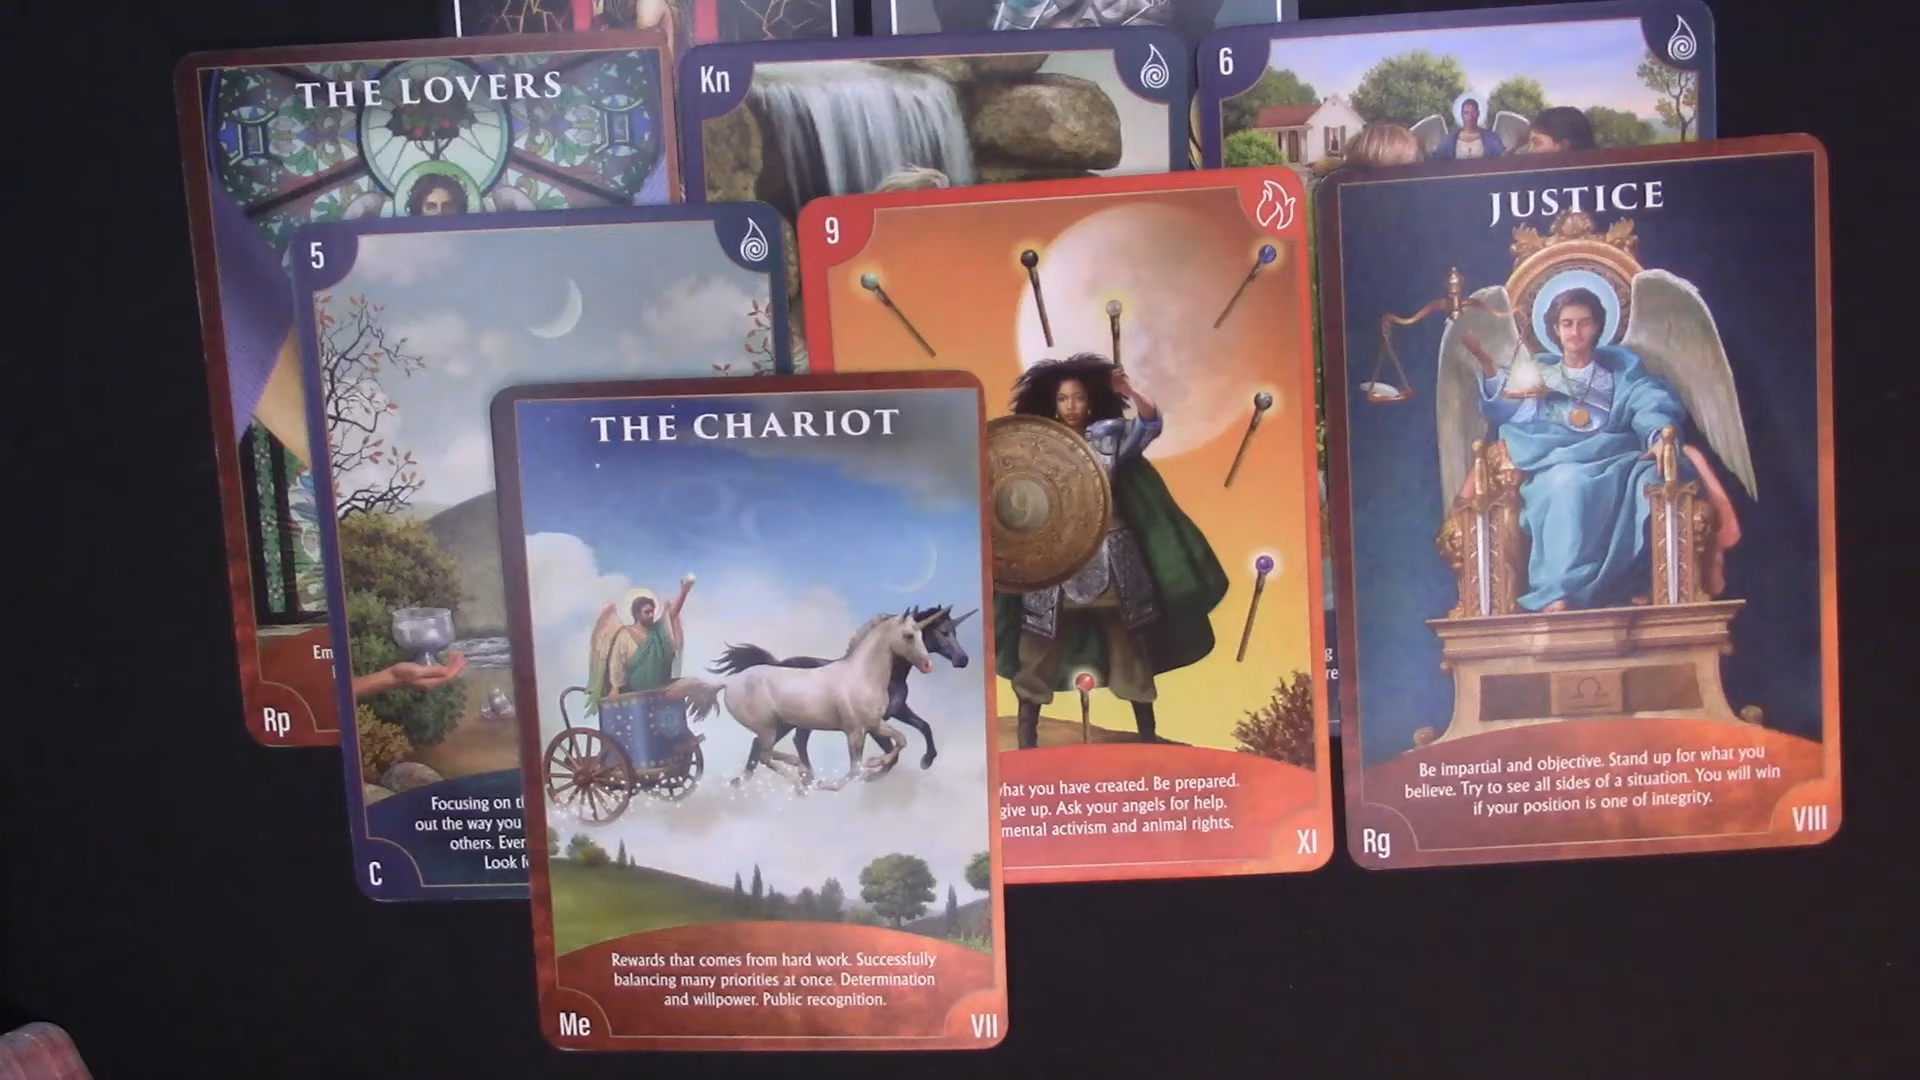 THE LOVERS
Em
Rp
Kn
6
5
Focusing on
out the way you
others. Ever
Look
C
THE CHARIOT
Rewards that comes from hard work. Successfully
balancing many priorities at once. Determination
and willpower. Public recognition.
Me
VII
9
9
what you have created. Be prepared.
give up. Ask your angels for help.
mental activism and animal rights.
XI
g
re
JUSTICE
Be impartial and objective. Stand up for what you
believe. Try to see all sides of a situation. You will win
if your position is one of integrity.
Rg
VIII